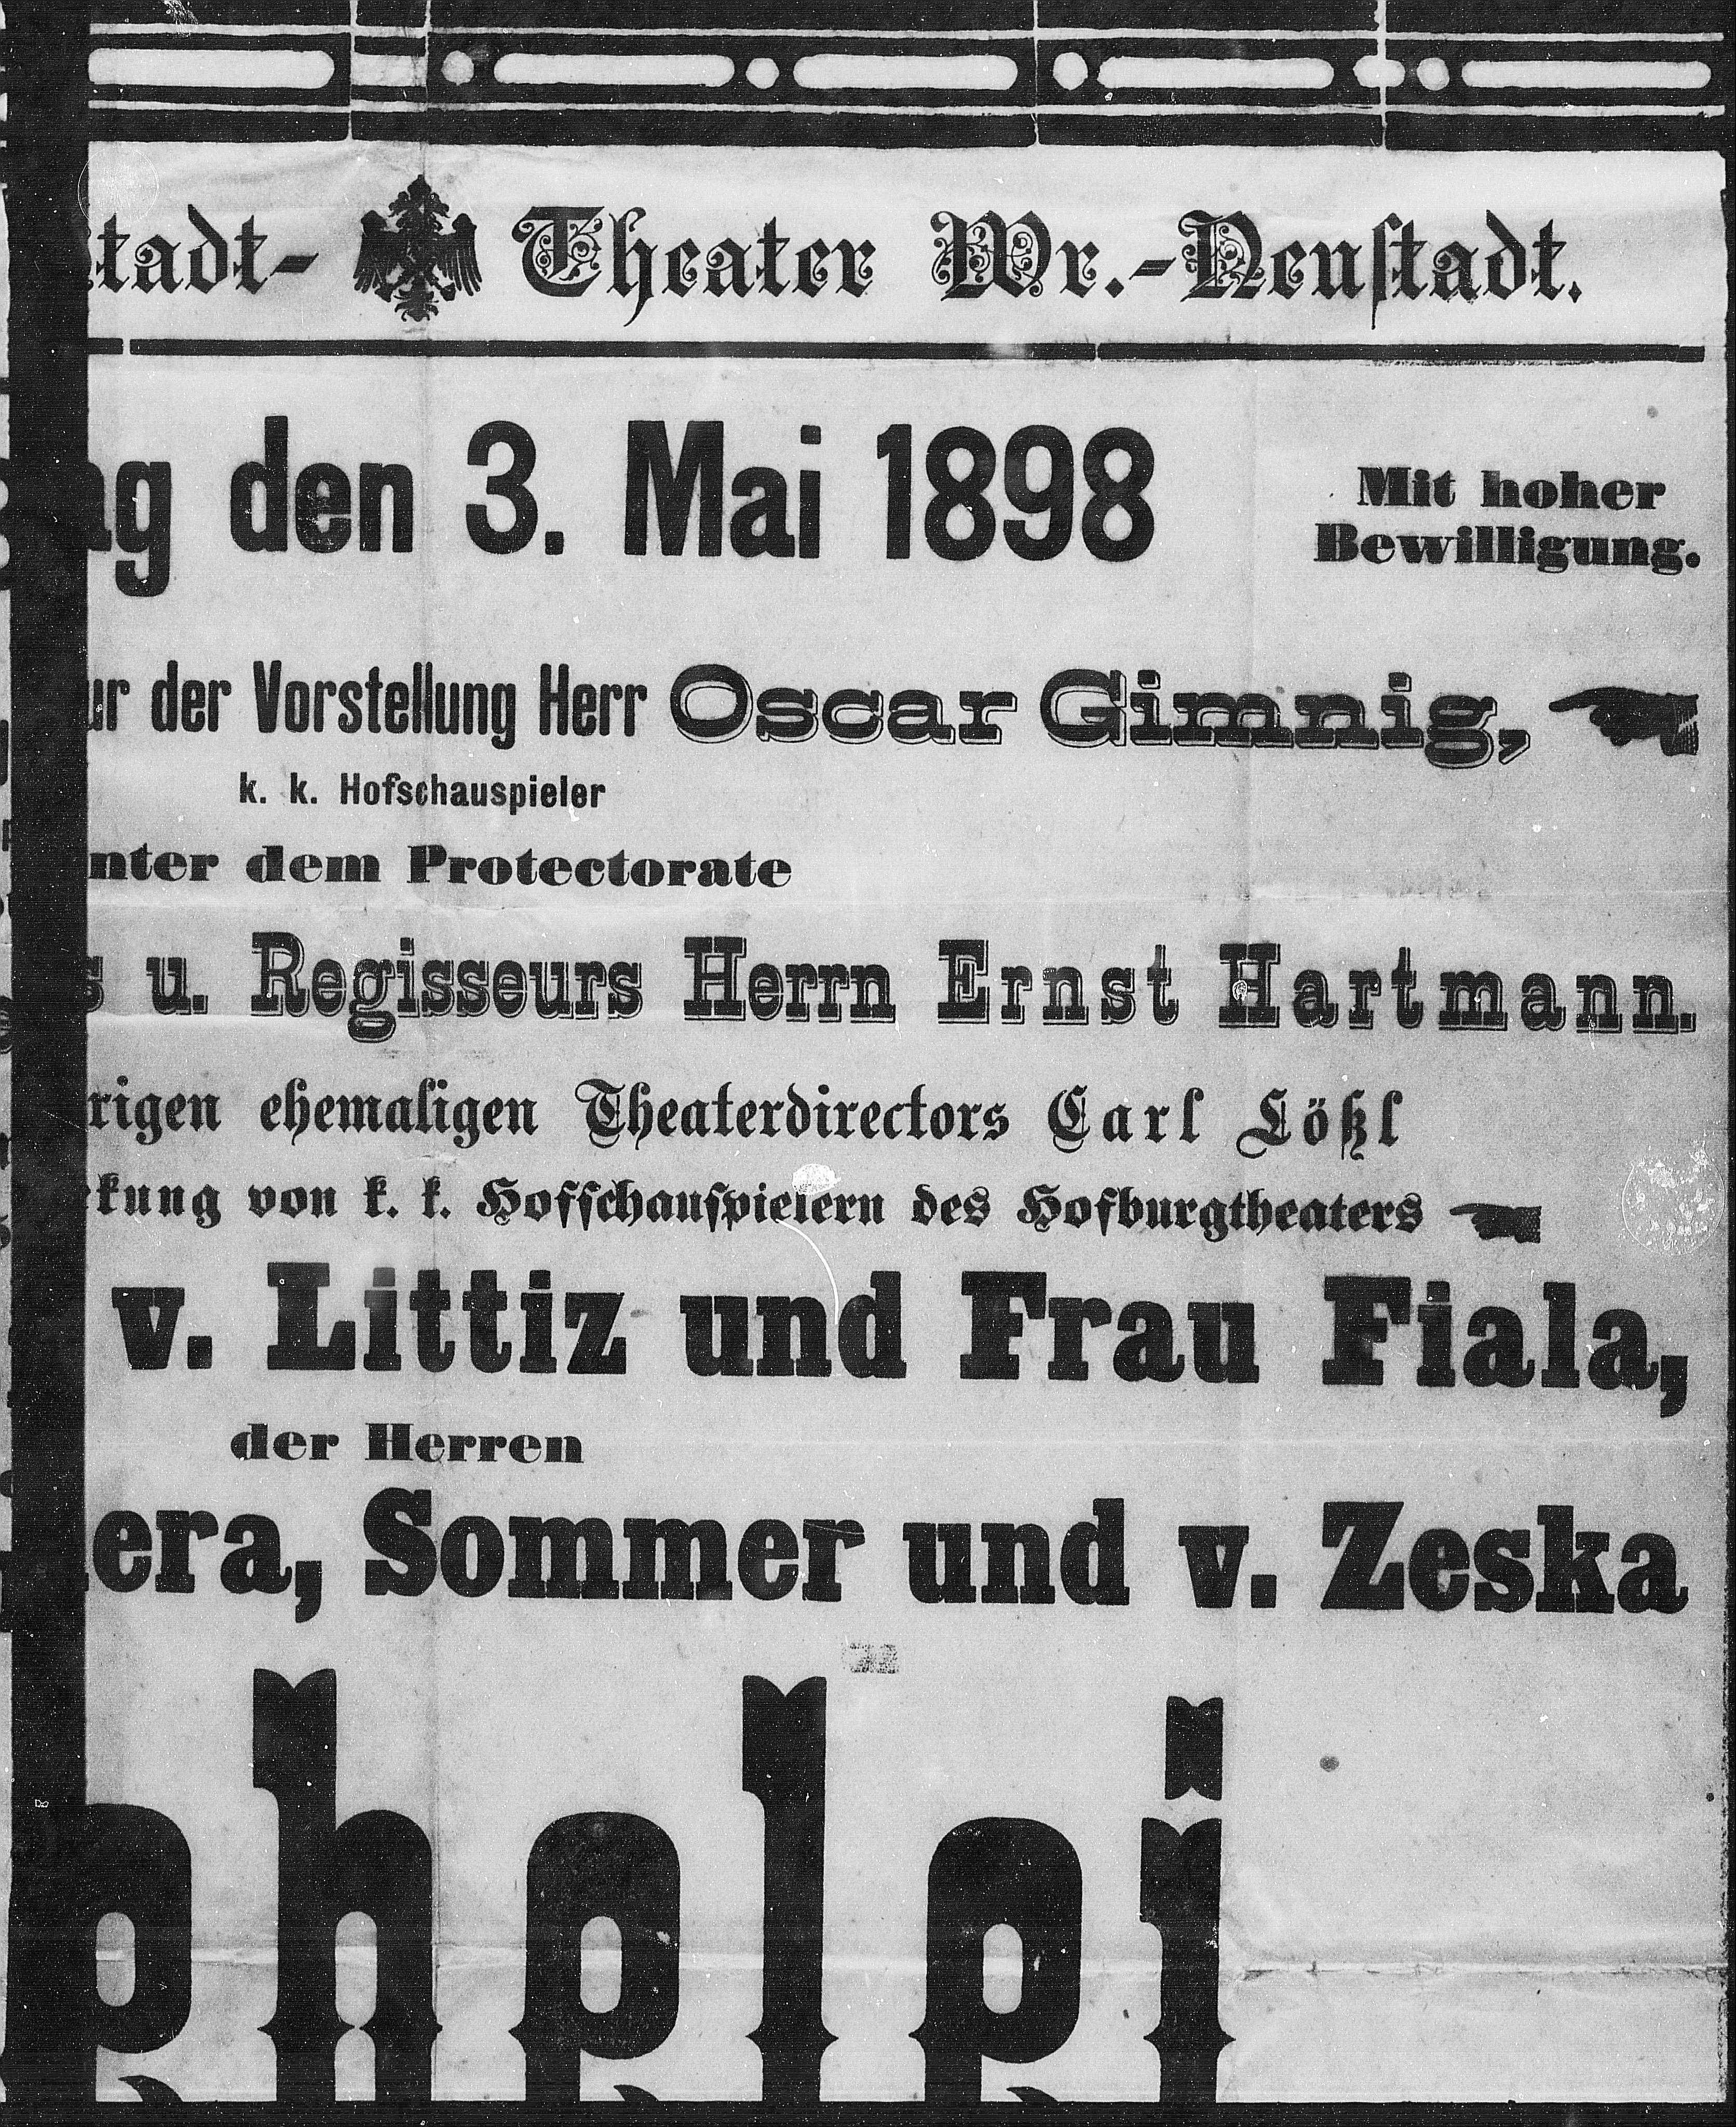 tadt- Theater Wr.-Neustadt.
ag den 3. Mai 1898
Mit hoher
Bewilligung.
ur der Vorstellung Herr Oscar Gimnig,
k. k. Hofschauspieler
nter dem Protectorate
s u. Regisseurs Herrn Ernst Hartmann.
rigen ehemaligen Theaterdirectors Carl Lößl
kung von k. k. Hofschauspielern des Hofburgtheaters
v. Littiz und Frau Fiala,
der Herren
era, Sommer und v. Zeska
pholpi